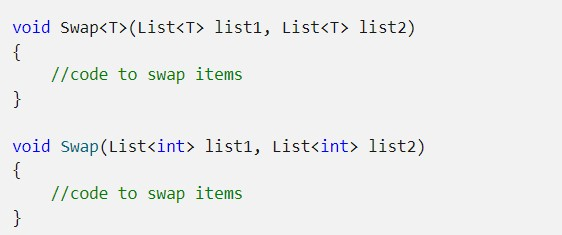 void Swap<T>(List<T> list1, List<T> list2)
{
    //code to swap items
}
void Swap(List<int> list1, List<int> list2)
{
    //code to swap items
}